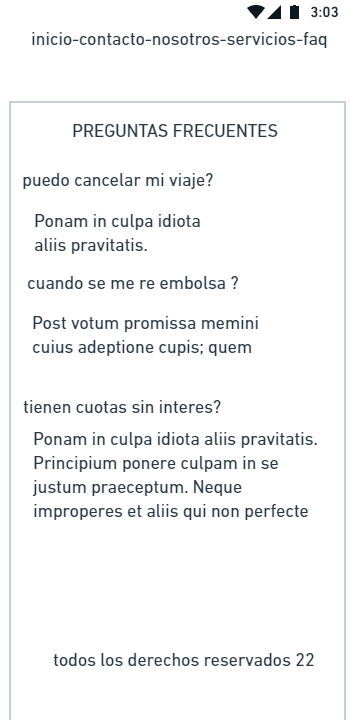 3:03
inicio-contacto-nosotros-servicios-faq
PREGUNTAS FRECUENTES
puedo cancelar mi viaje?
Ponam in culpa idiota
aliis pravitatis.
cuando se me re embolsa ?
Post votum promissa memini
cuius adeptione cupis; quem
tienen cuotas sin interes?
Ponam in culpa idiota aliis pravitatis.
Principium ponere culpam in se
justum praeceptum. Neque
improperes et aliis qui non perfecte
todos los derechos reservados 22